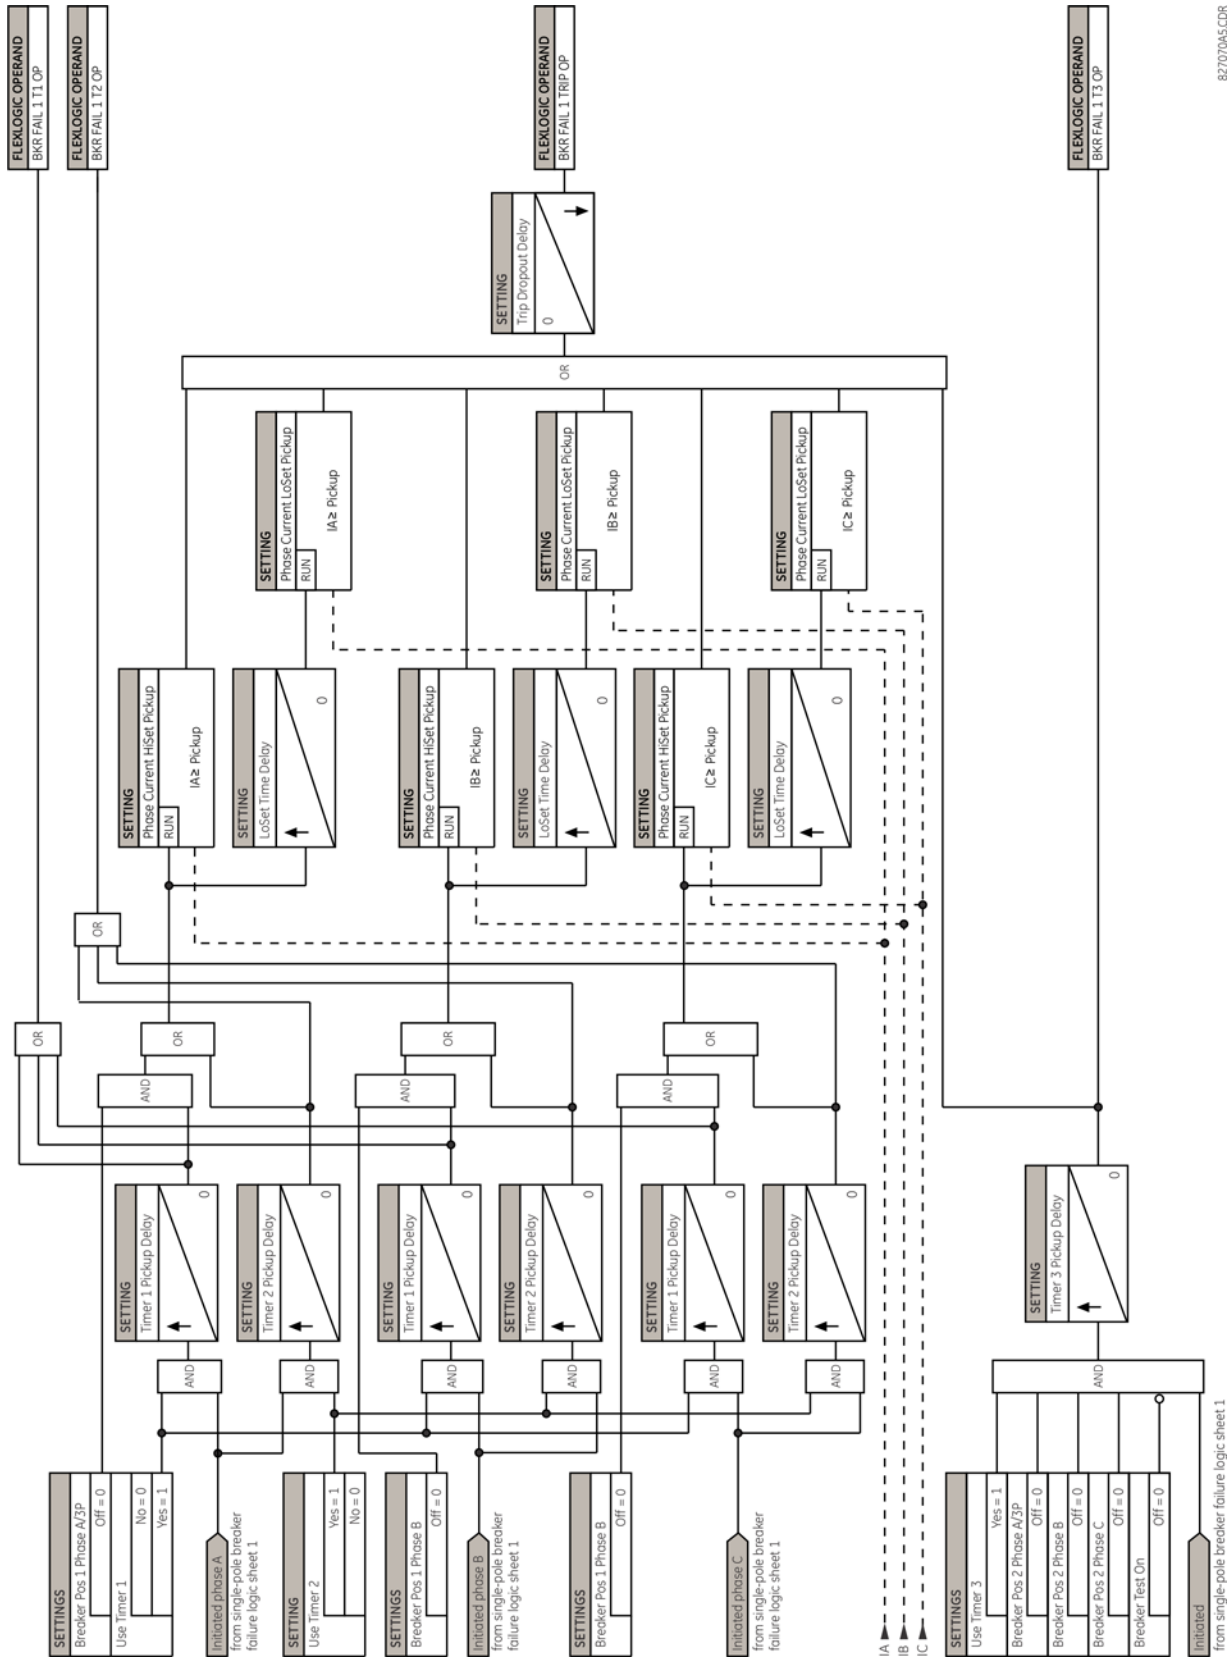 SETTINGS
Breaker Pos 1 Phase A/3P
Off = 0
Use Timer 1
No = 0
Yes = 1
Initiated phase A
from single-pole breaker
failure logic sheet 1
SETTING
Use Timer 2
Yes = 1
No = 0
SETTINGS
Breaker Pos 1 Phase B
Off = 0
Initiated phase B
from single-pole breaker
failure logic sheet 1
SETTINGS
Breaker Pos 1 Phase B
Off = 0
Initiated phase C
from single-pole breaker
failure logic sheet 1
IA
IB
IC
SETTINGS
Use Timer 3
Yes = 1
Breaker Pos 2 Phase A/3P
Off = 0
Breaker Pos 2 Phase B
Off = 0
Breaker Pos 2 Phase C
Off = 0
Breaker Test On
Off = 0
Initiated
from single-pole breaker failure logic sheet 1
AND
AND
AND
AND
AND
AND
AND
SETTING
Timer 1 Pickup Delay
0
SETTING
Timer 2 Pickup Delay
0
SETTING
Timer 1 Pickup Delay
0
SETTING
Timer 2 Pickup Delay
0
SETTING
Timer 1 Pickup Delay
0
SETTING
Timer 2 Pickup Delay
0
SETTING
Timer 3 Pickup Delay
0
AND
AND
AND
OR
OR
OR
OR
OR
SETTING
Phase Current HiSet Pickup
RUN
IA≥ Pickup
SETTING
LoSet Time Delay
0
SETTING
Phase Current HiSet Pickup
RUN
IB≥ Pickup
SETTING
LoSet Time Delay
0
SETTING
Phase Current HiSet Pickup
RUN
IC≥ Pickup
SETTING
LoSet Time Delay
0
SETTING
Phase Current LoSet Pickup
RUN
IA≥ Pickup
SETTING
Phase Current LoSet Pickup
RUN
IB≥ Pickup
SETTING
Phase Current LoSet Pickup
RUN
IC≥ Pickup
OR
SETTING
Trip Dropout Delay
0
FLEXLOGIC OPERAND
BKR FAIL 1 T1 OP
FLEXLOGIC OPERAND
BKR FAIL 1 T2 OP
FLEXLOGIC OPERAND
BKR FAIL 1 TRIP OP
FLEXLOGIC OPERAND
BKR FAIL 1 T3 OP
827070A5.CDR